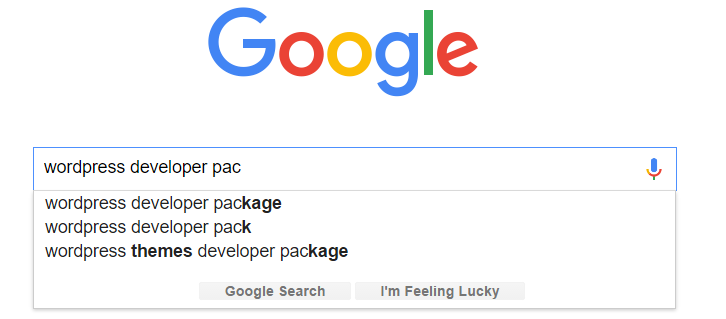 Google
wordpress developer pac
wordpress developer package
wordpress developer pack
wordpress themes developer package
Google Search
I'm Feeling Lucky